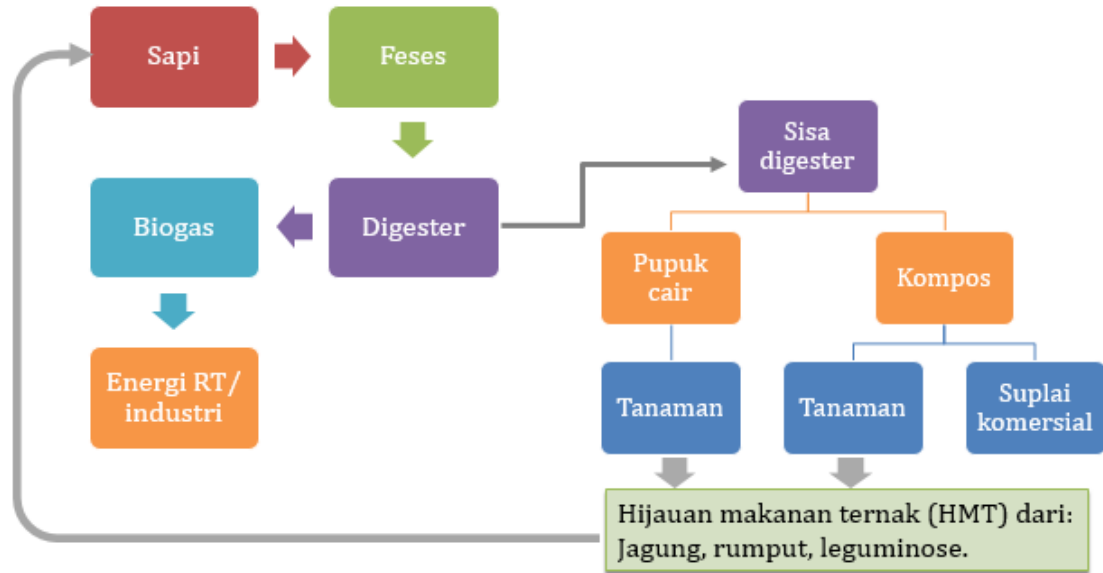 Sapi
Feses
Sisa
digester
Biogas
Digester
Pupuk
cair
Kompos
Energi RT/
industri
Tanaman
Tanaman
Suplai
komersial
Hijauan makanan ternak (HMT) dari:
Jagung, rumput, leguminose.